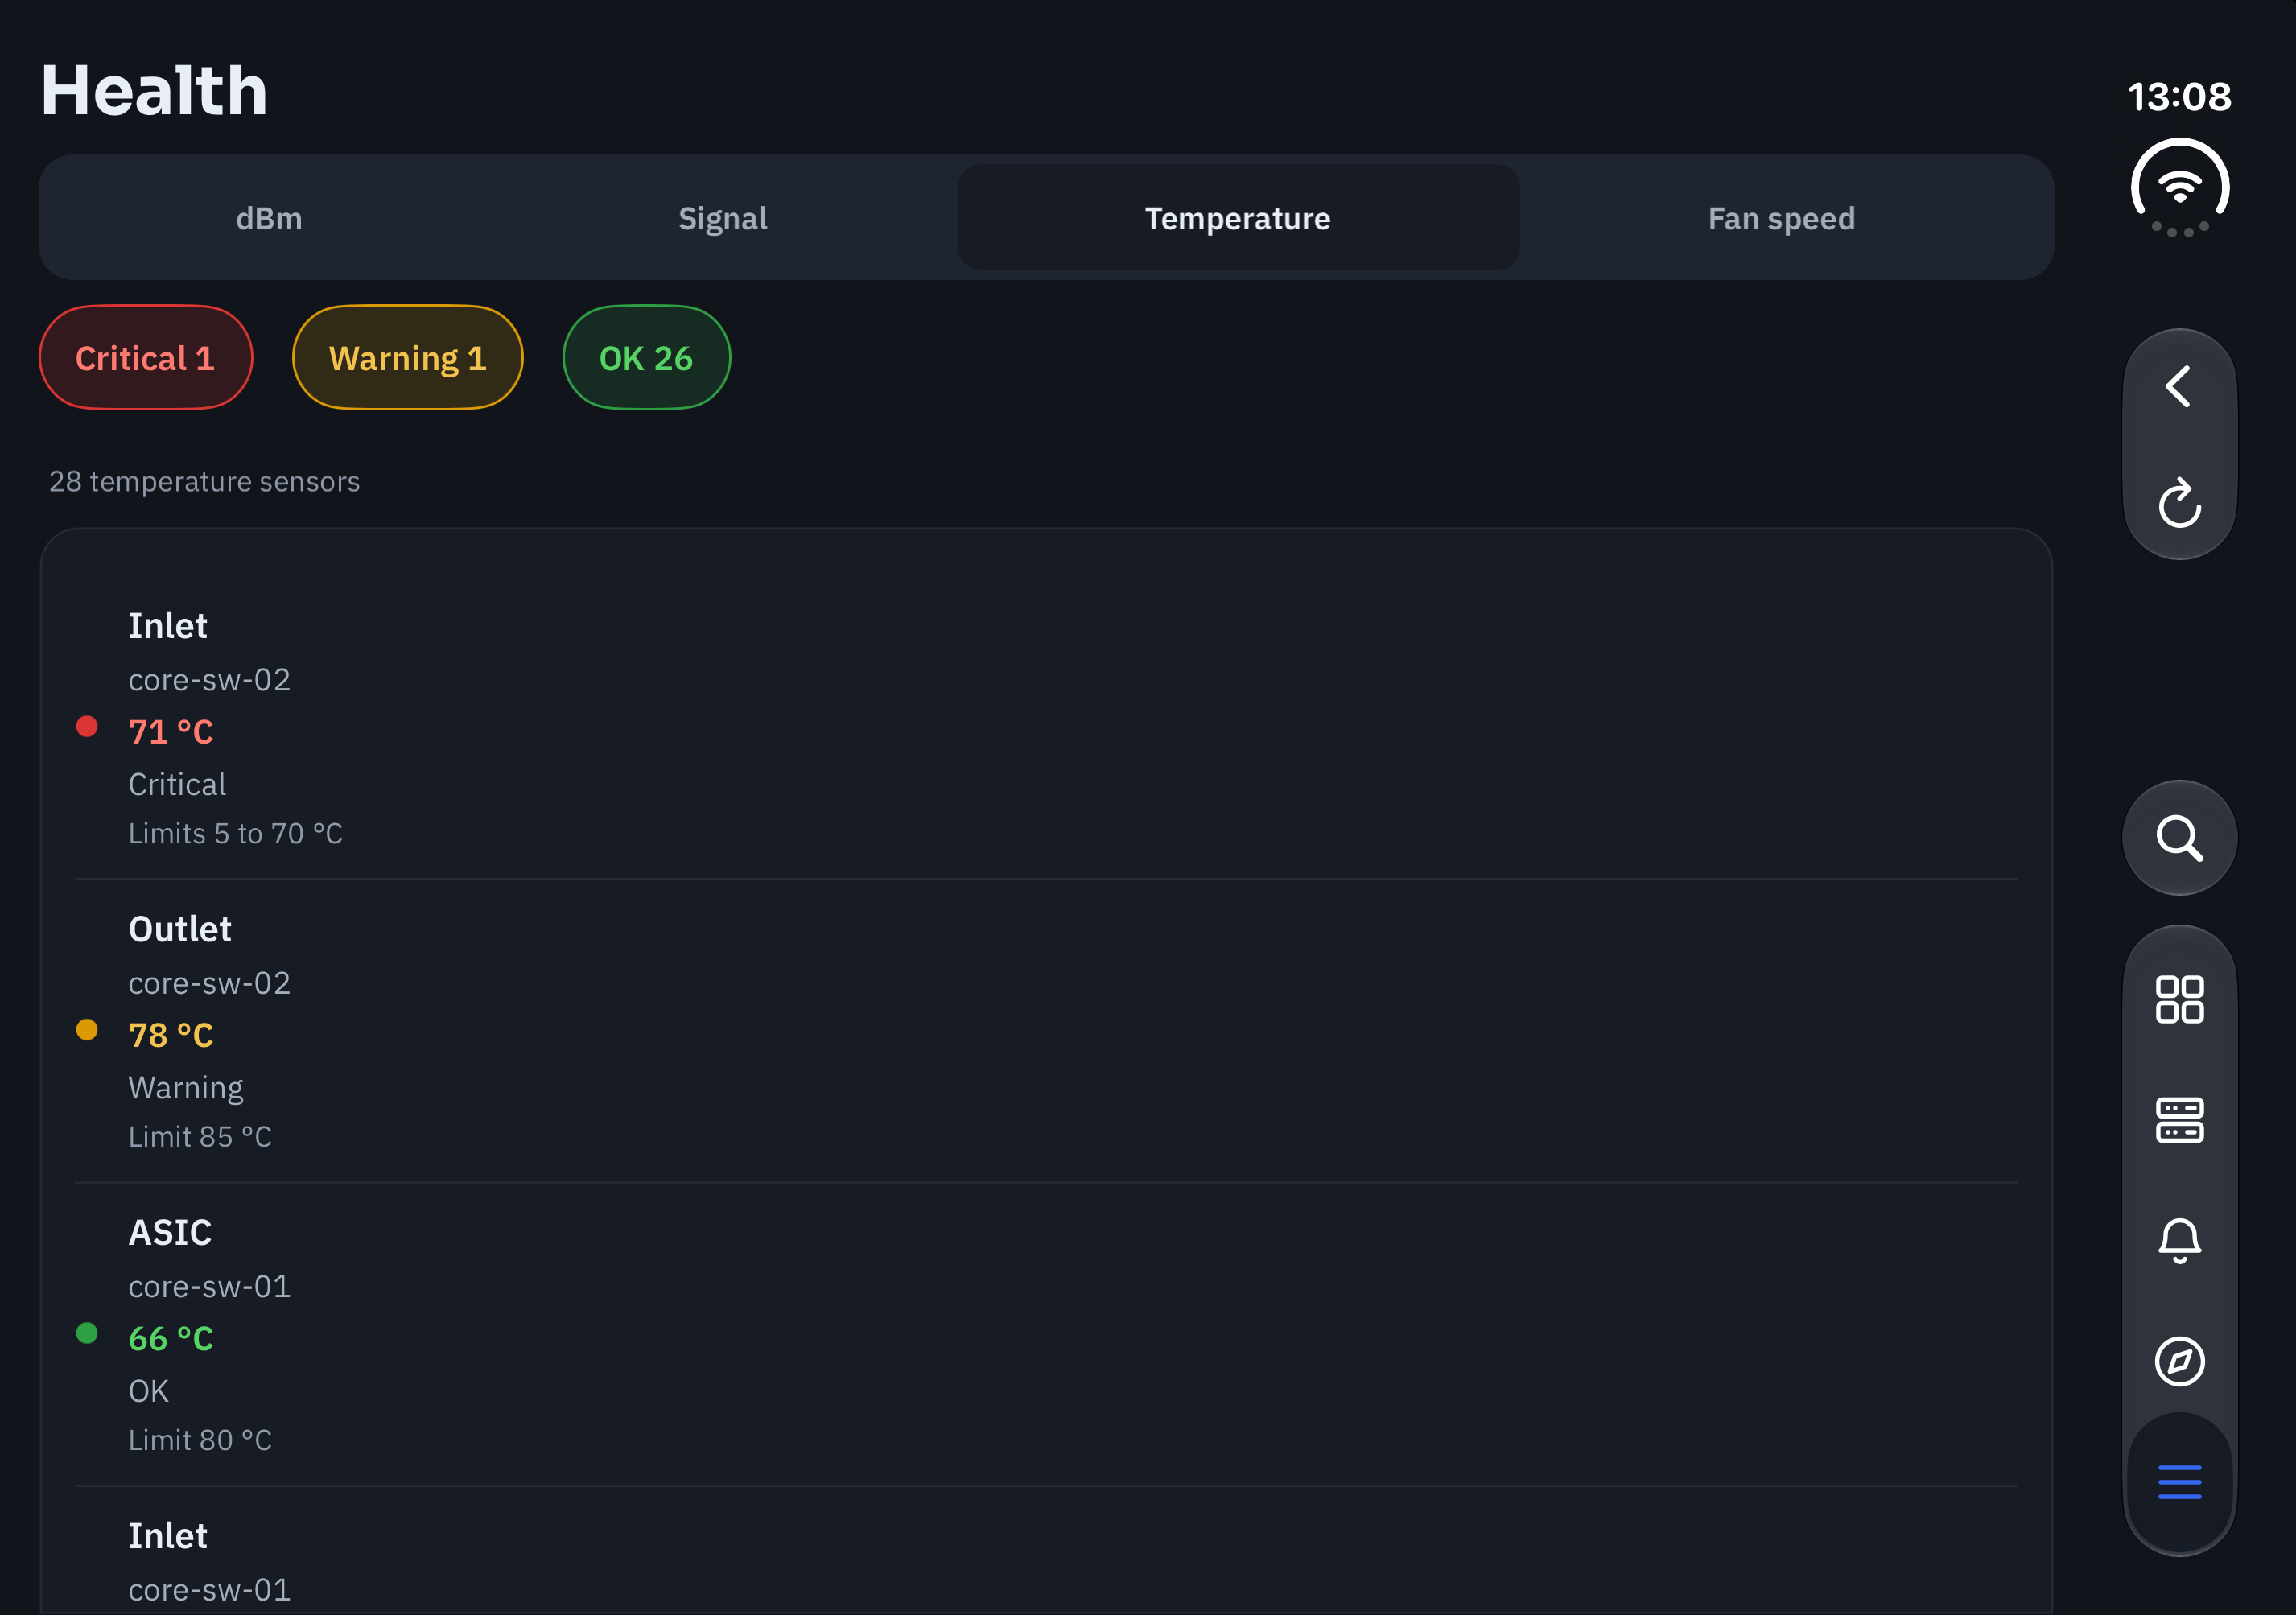 Health
13:08
dBm
Signal
Temperature
Fan speed
Critical 1
Warning 1
OK 26
28 temperature sensors
Inlet
core-sw-02
71 °C
Critical
Limits 5 to 70 °C
Outlet
core-sw-02
78 °C
Warning
Limit 85 °C
ASIC
core-sw-01
66 °C
OK
Limit 80 °C
Inlet
core-sw-01